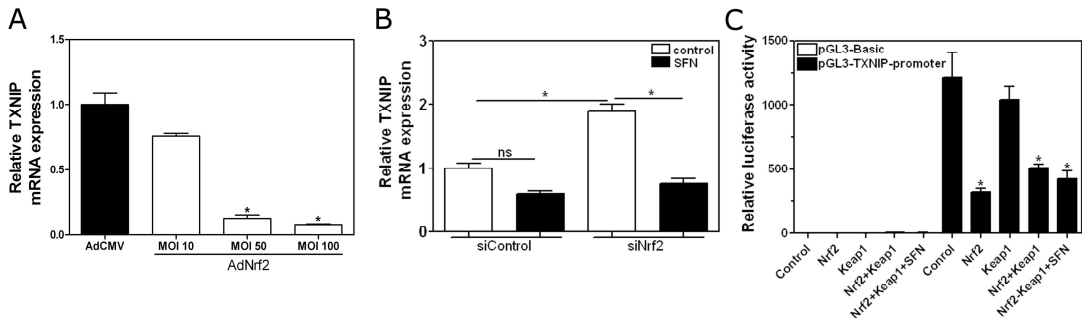 A
Relative TXNIP
mRNA expression
1.5
1.0
0.5
0.0
AdCMV
MOI 10
MOI 50
MOI 100
*
*
AdNrf2
B
Relative TXNIP
mRNA expression
3
2
1
0
control
SFN
*
*
ns
siControl
siNrf2
C
Relative luciferase activity
1500
1000
500
0
pGL3-Basic
pGL3-TXNIP-promoter
*
*
*
Control
Nrf2
Keap1
Nrf2+Keap1
Nrf2+Keap1+SFN
Conrol
Nrf2
Keap1
Nrf2+Keap1
Nrf2-Keap1+SFN